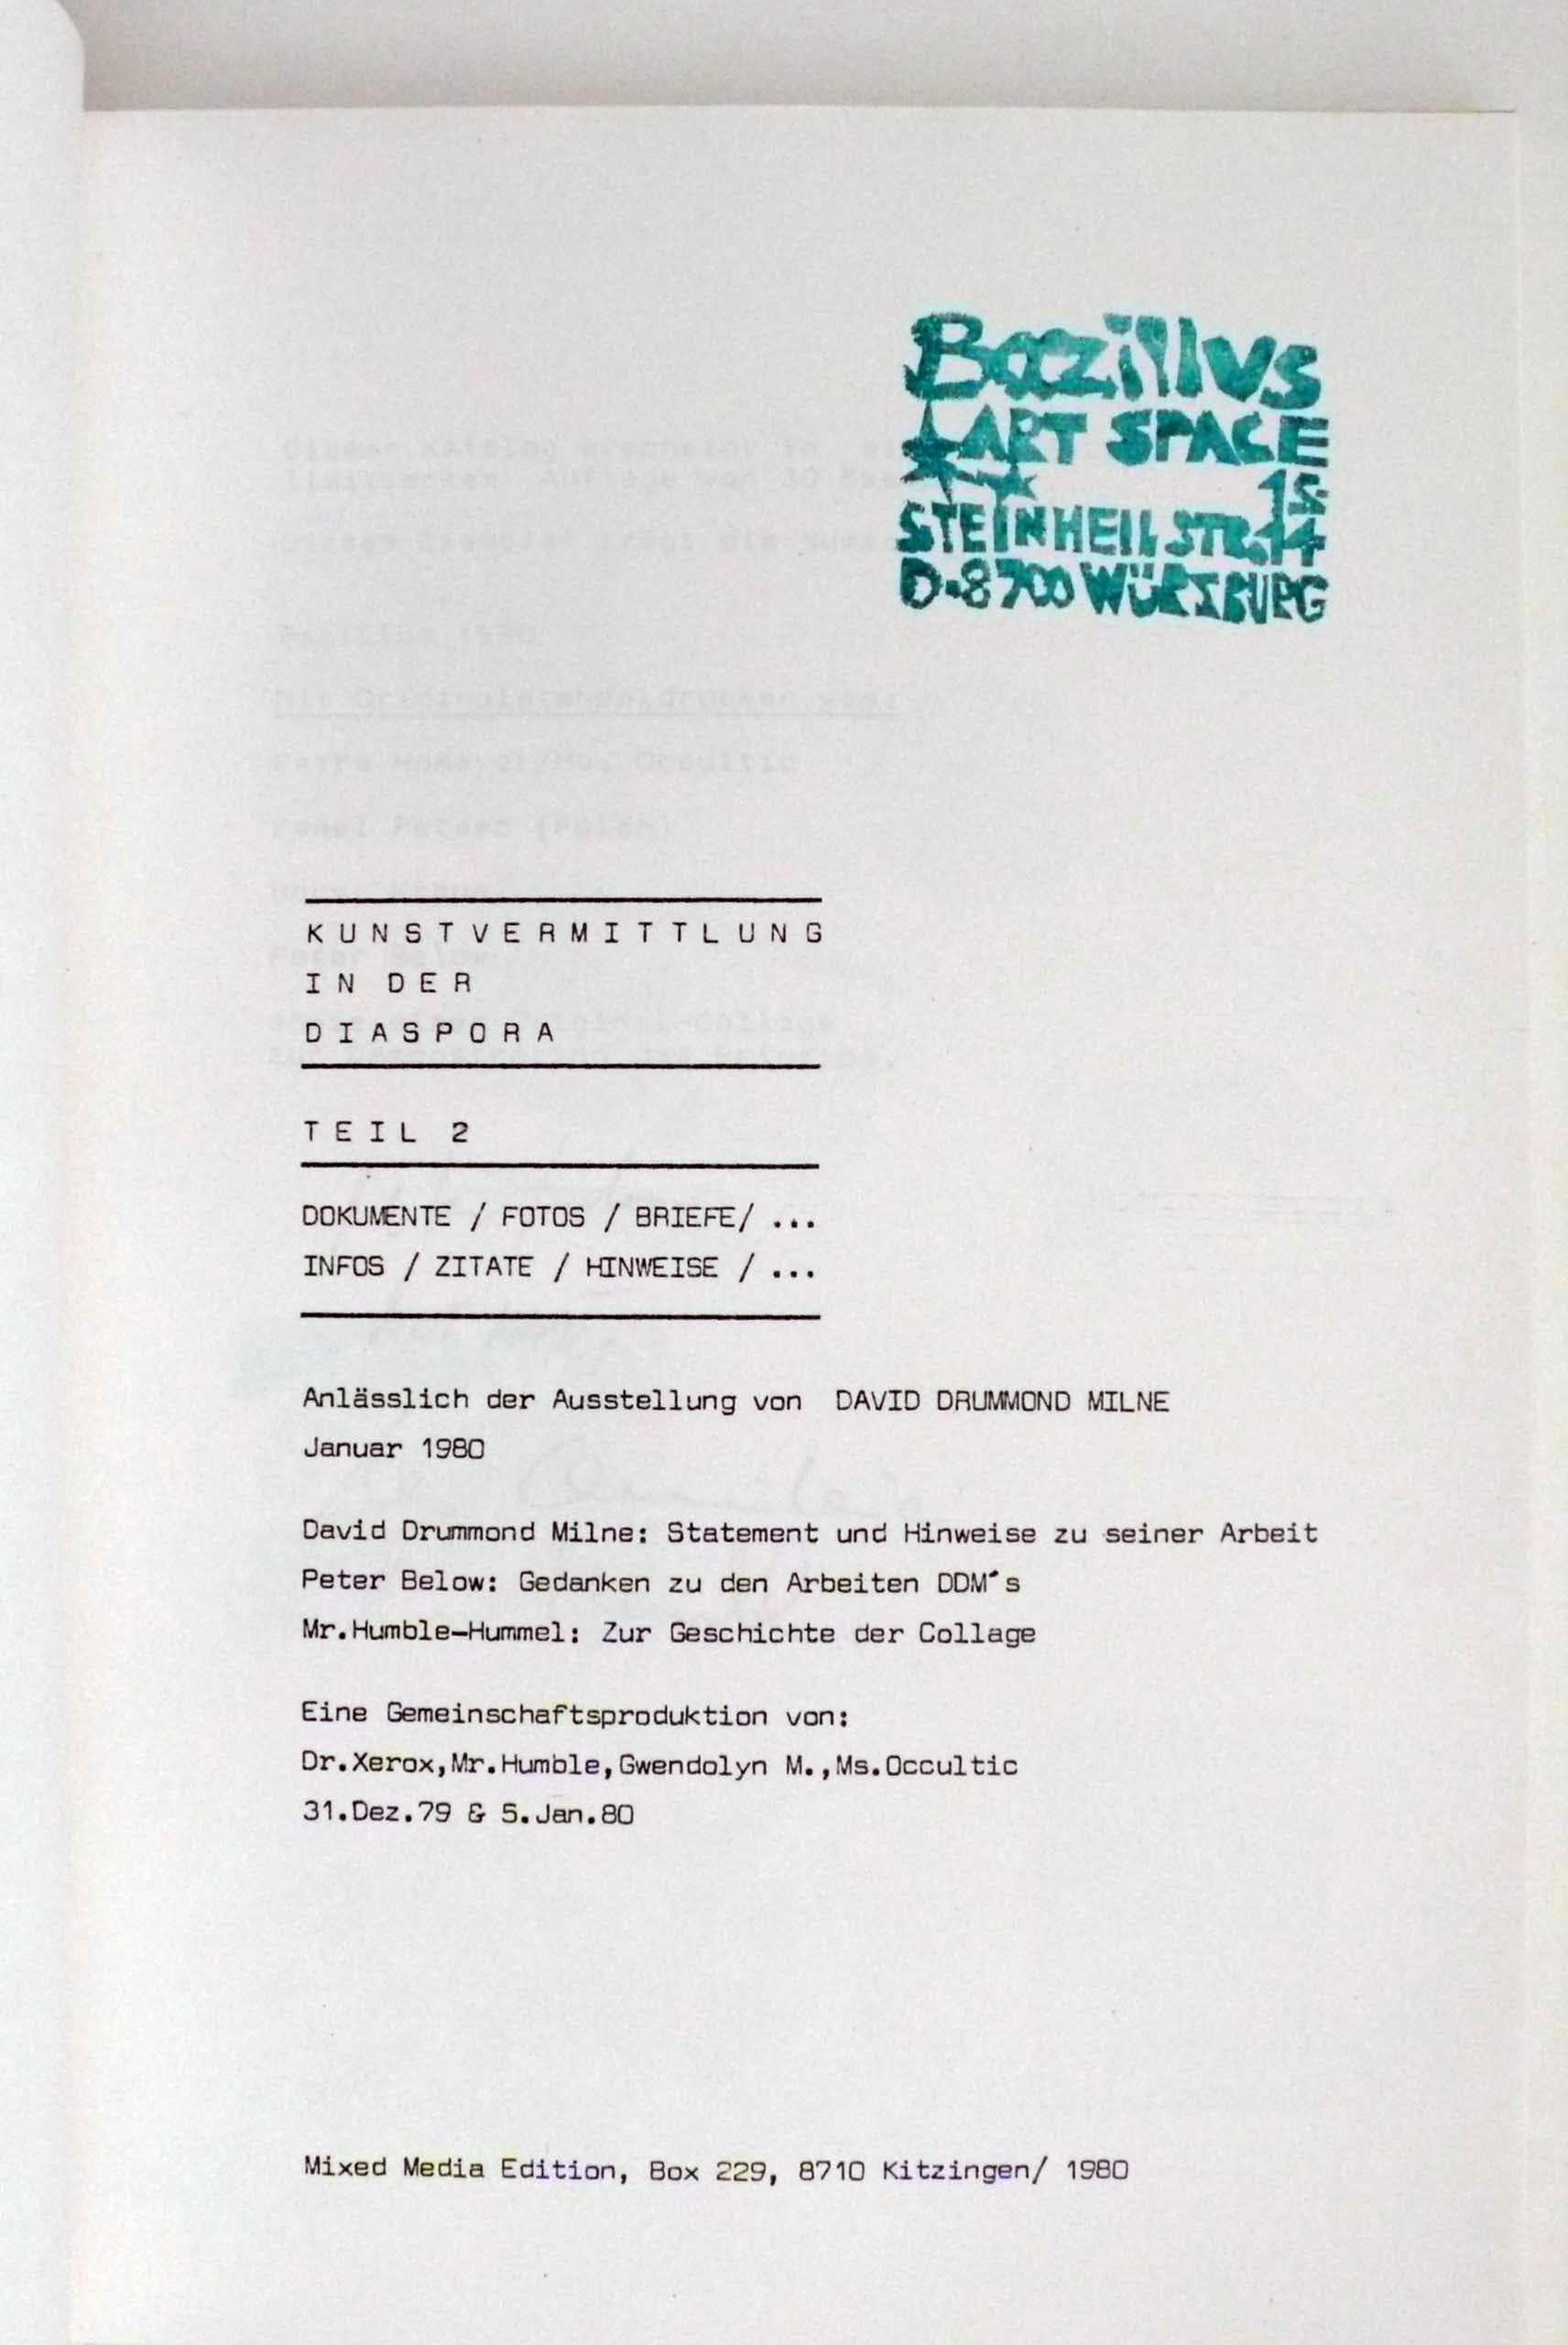 Bazillus
ART SPACE
is
STEINHEILSTR.14
D-8700 WÜRZBURG
KUNSTVERMITTLUNG
IN DER
DIASPORA
TEIL 2
DOKUMENTE / FOTOS / BRIEFE/ ...
INFOS / ZITATE / HINWEISE / ...
Anlässlich der Ausstellung von DAVID DRUMMOND MILNE
Januar 1980
David Drummond Milne: Statement und Hinweise zu seiner Arbeit
Peter Below: Gedanken zu den Arbeiten DDM´s
Mr.Humble-Hummel: Zur Geschichte der Collage
Eine Gemeinschaftsproduktion von:
Dr.Xerox,Mr.Humble,Gwendolyn M.,Ms.Occultic
31.Dez.79 & 5.Jan.80
Mixed Media Edition, Box 229, 8710 Kitzingen/ 1980